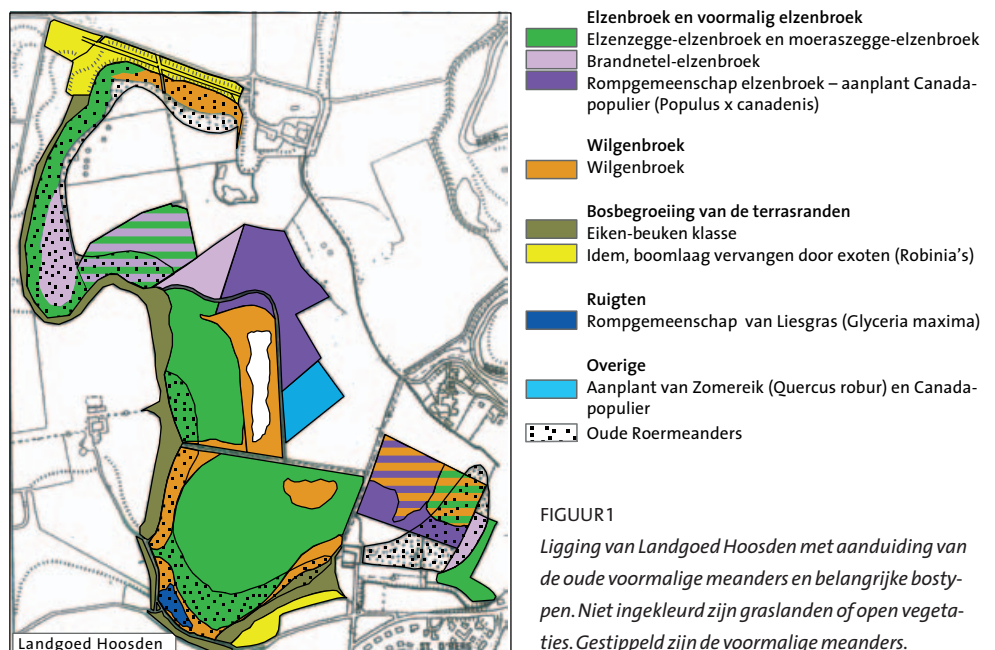 Elzenbroek en voormalig elzenbroek
Elzenzegge-elzenbroek en moeraszegge-elzenbroek
Brandnetel-elzenbroek
Rompgemeenschap elzenbroek – aanplant Canada-
populier (Populus x canadenis)
Wilgenbroek
Wilgenbroek
Bosbegroeiing van de terrasranden
Eiken-beuken klasse
Idem, boomlaag vervangen door exoten (Robinia's)
Ruigten
Rompgemeenschap van Liesgras (Glyceria maxima)
Overige
Aanplant van Zomereik (Quercus robur) en Canada-
populier
Oude Roermeanders
FIGUUR 1
Ligging van Landgoed Hoosden met aanduiding van
de oude voormalige meanders en belangrijke bosty-
pen. Niet ingekleurd zijn graslanden of open vegeta-
ties. Gestippeld zijn de voormalige meanders.
Landgoed Hoosden